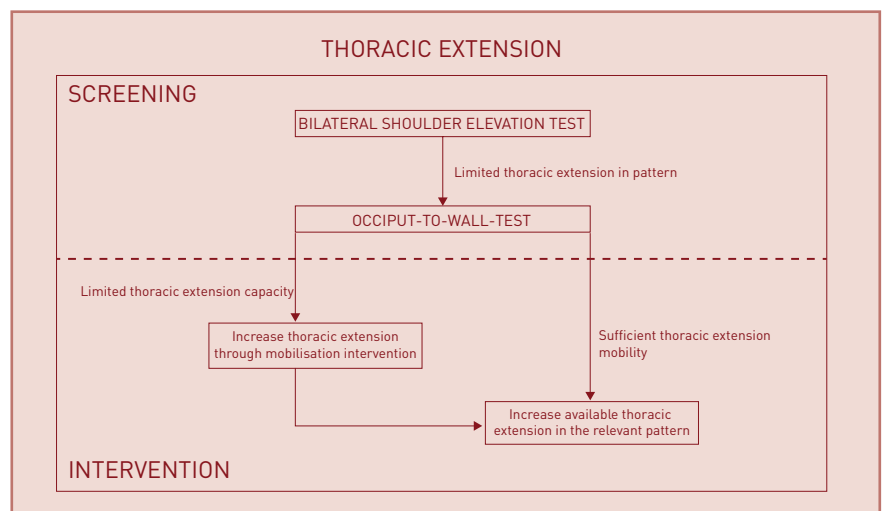 THORACIC EXTENSION
SCREENING
BILATERAL SHOULDER ELEVATION TEST
Limited thoracic extension in pattern
OCCIPUT-TO-WALL-TEST
Limited thoracic extension capacity
Increase thoracic extension
through mobilisation intervention
Sufficient thoracic extension
mobility
Increase available thoracic
extension in the relevant pattern
INTERVENTION